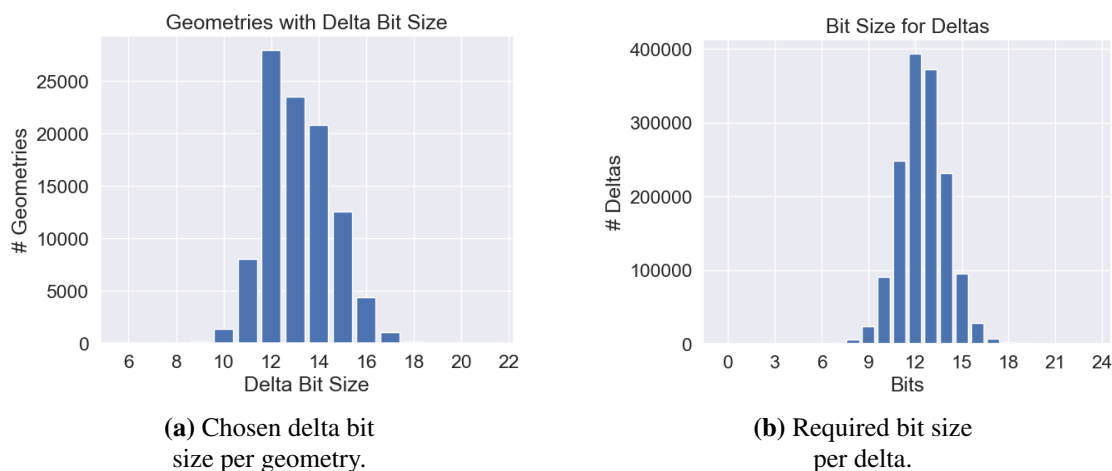 Geometries with Delta Bit Size
# Geometries
25000
20000
15000
10000
5000
0
6 8 10 12 14 16 18 20 22
Delta Bit Size
(a) Chosen delta bit
size per geometry.
Bit Size for Deltas
# Deltas
400000
300000
200000
100000
0
0 3 6 9 12 15 18 21 24
Bits
(b) Required bit size
per delta.